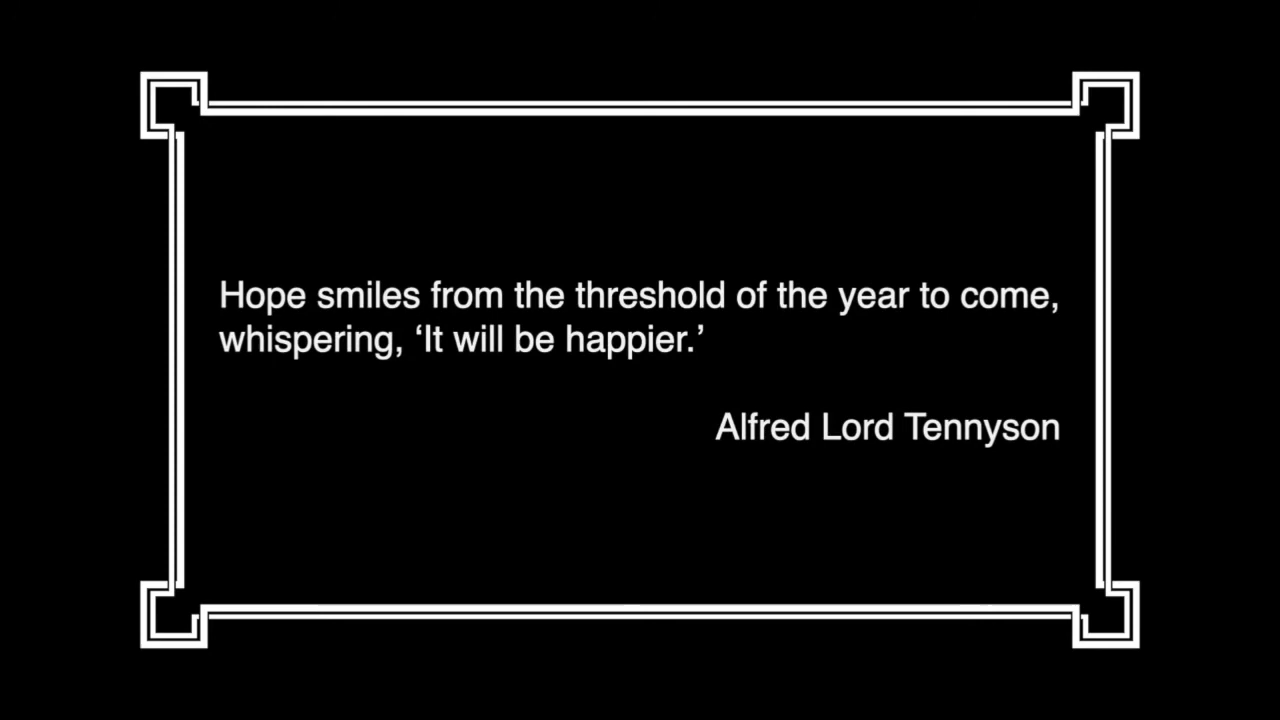 Hope smiles from the threshold of the year to come,
whispering, ‘It will be happier.’
Alfred Lord Tennyson